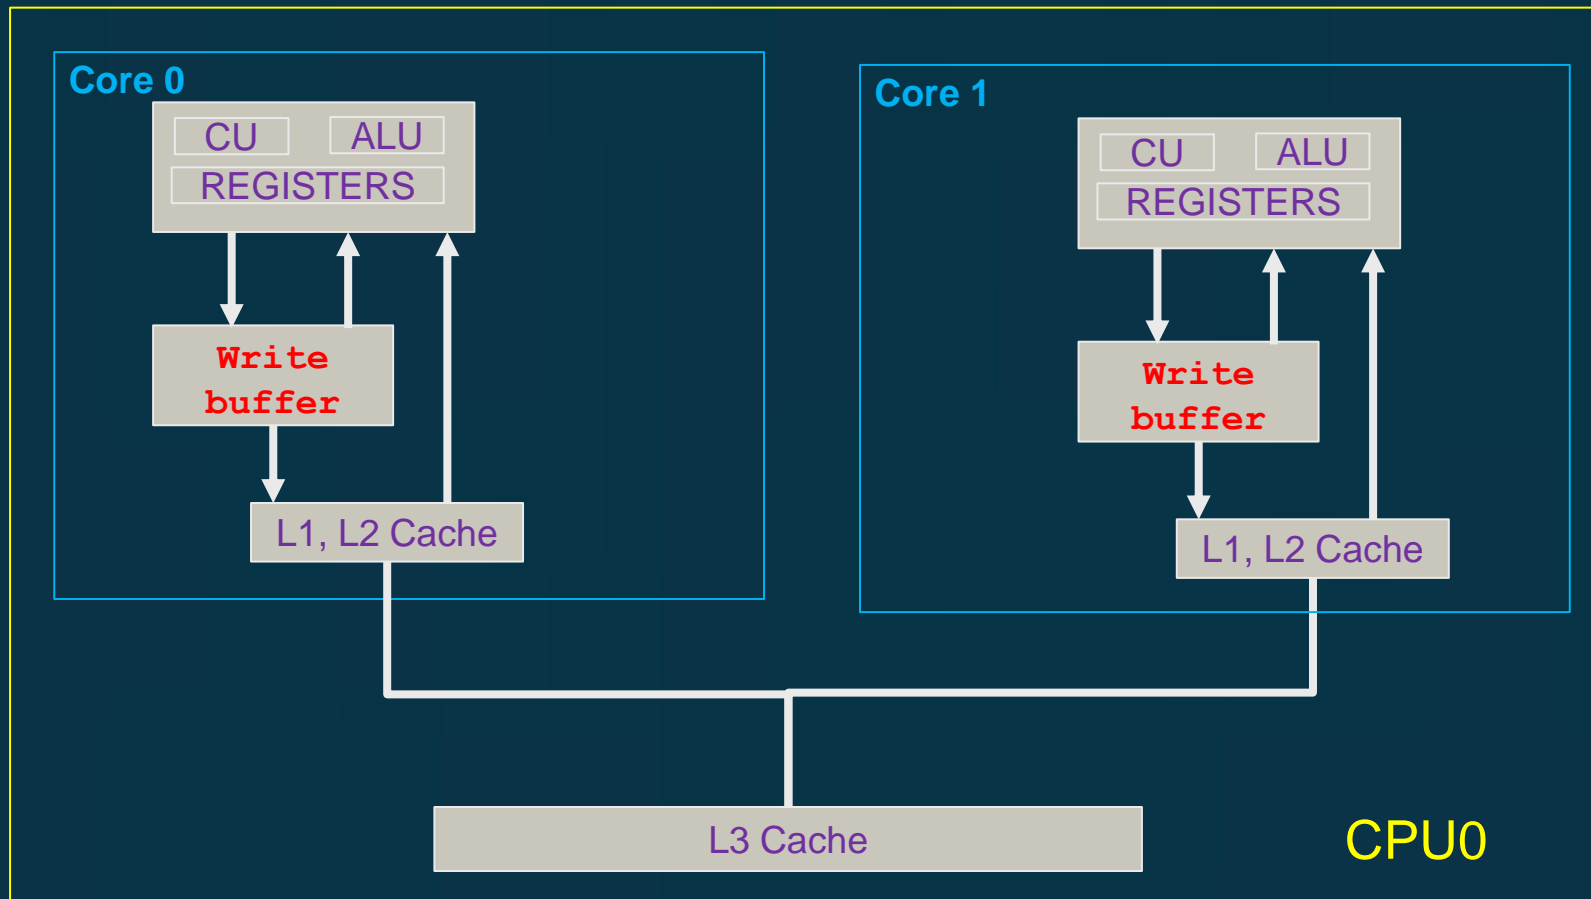 Core 0
CU
ALU
REGISTERS
Write
buffer
L1, L2 Cache
Core 1
CU
ALU
REGISTERS
Write
buffer
L1, L2 Cache
L3 Cache
CPU0